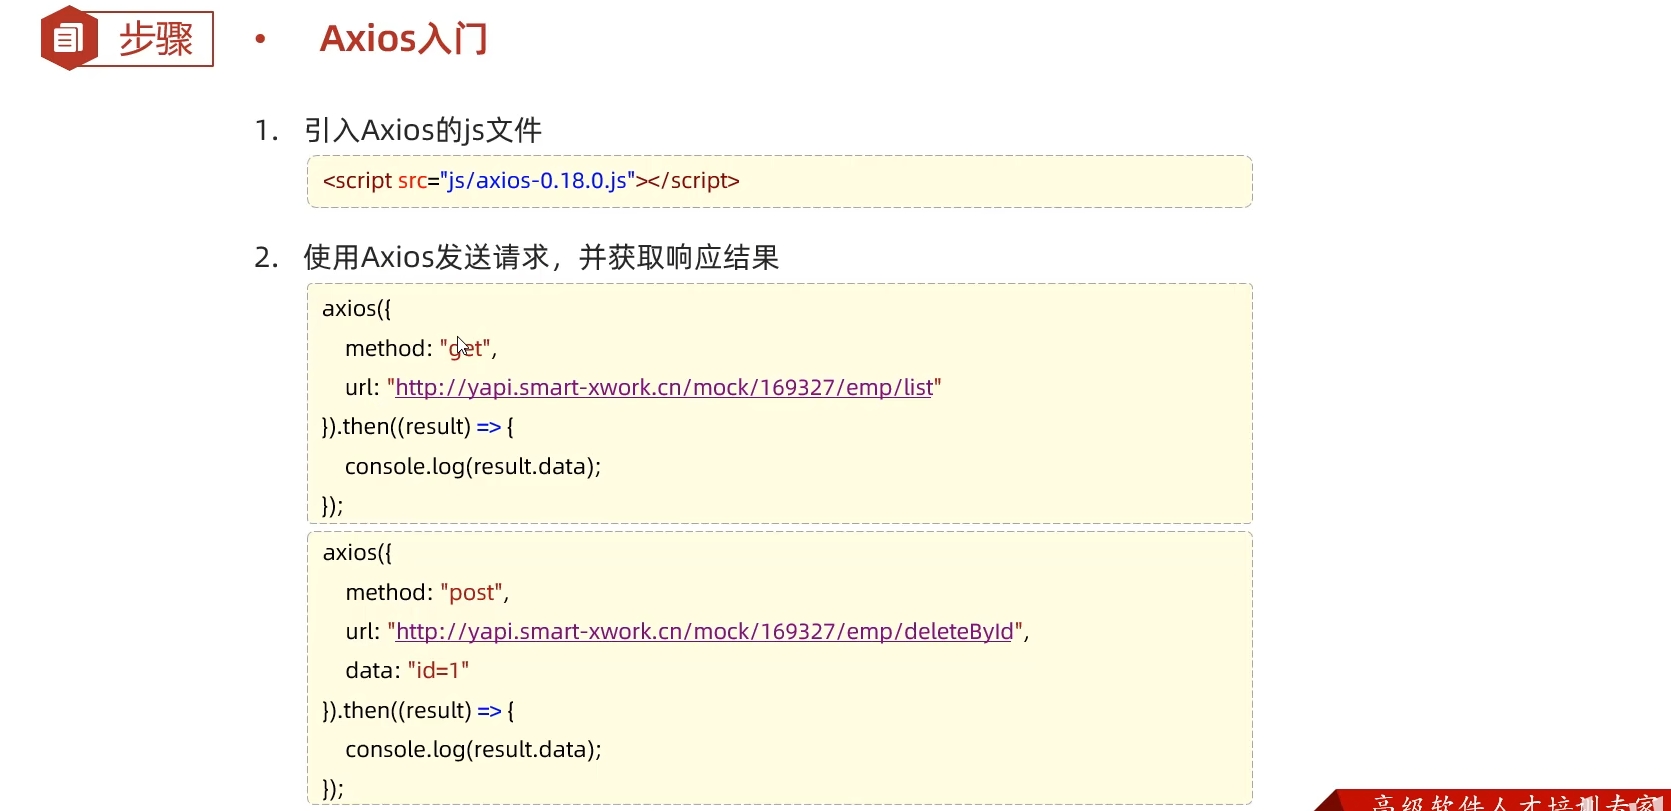 步骤
• Axios入门
1. 引入Axios的js文件
<script src="js/axios-0.18.0.js"></script>
2. 使用Axios发送请求，并获取响应结果
axios({
method: "get",
url: "http://yapi.smart-xwork.cn/mock/169327/emp/list"
}).then((result) => {
console.log(result.data);
});
axios({
method: "post",
url: "http://yapi.smart-xwork.cn/mock/169327/emp/deleteById",
data: "id=1"
}).then((result) => {
console.log(result.data);
});
高级软件人才培训专家